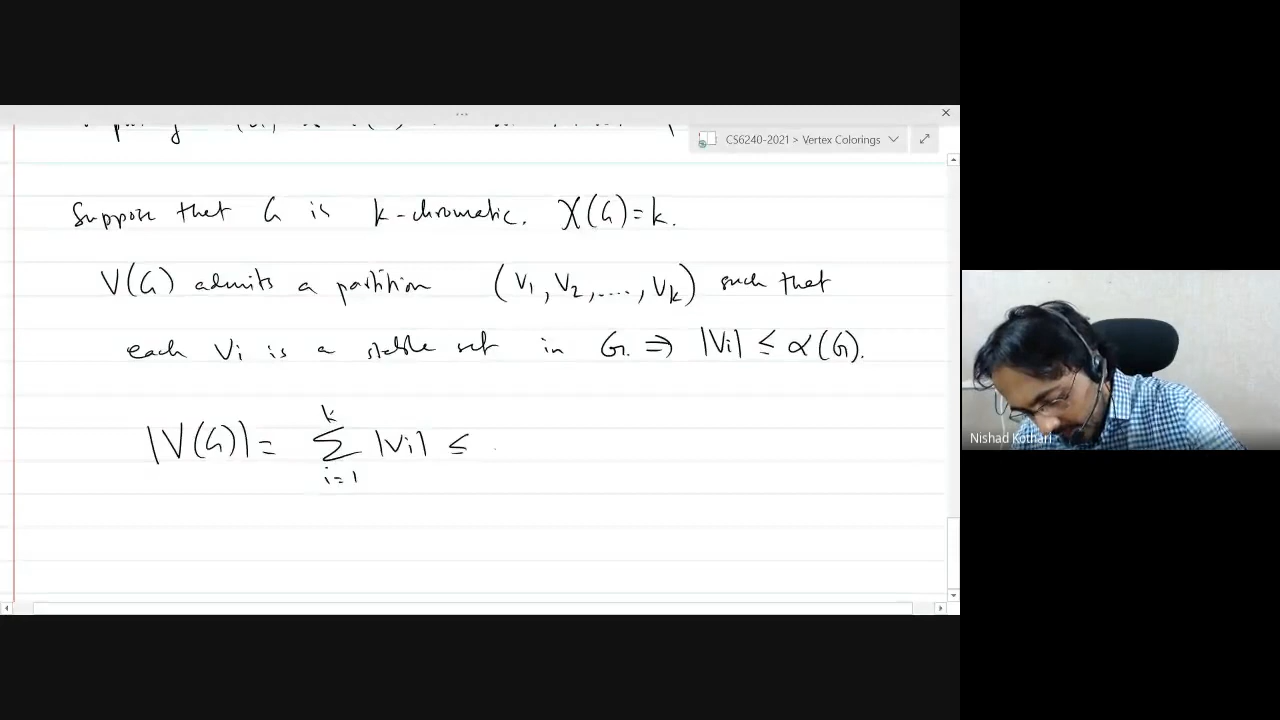 CS6240-2021 > Vertex Colorings
Suppose that G is k-chromatic. χ(G)=k.
V(G) admits a partition (V1, V2, ...., Vk) such that
each Vi is a stable set in G. ⇒ |Vi| ≤ α(G).
|V(G)| = k∑i=1 |Vi| ≤
Nishad Kothari